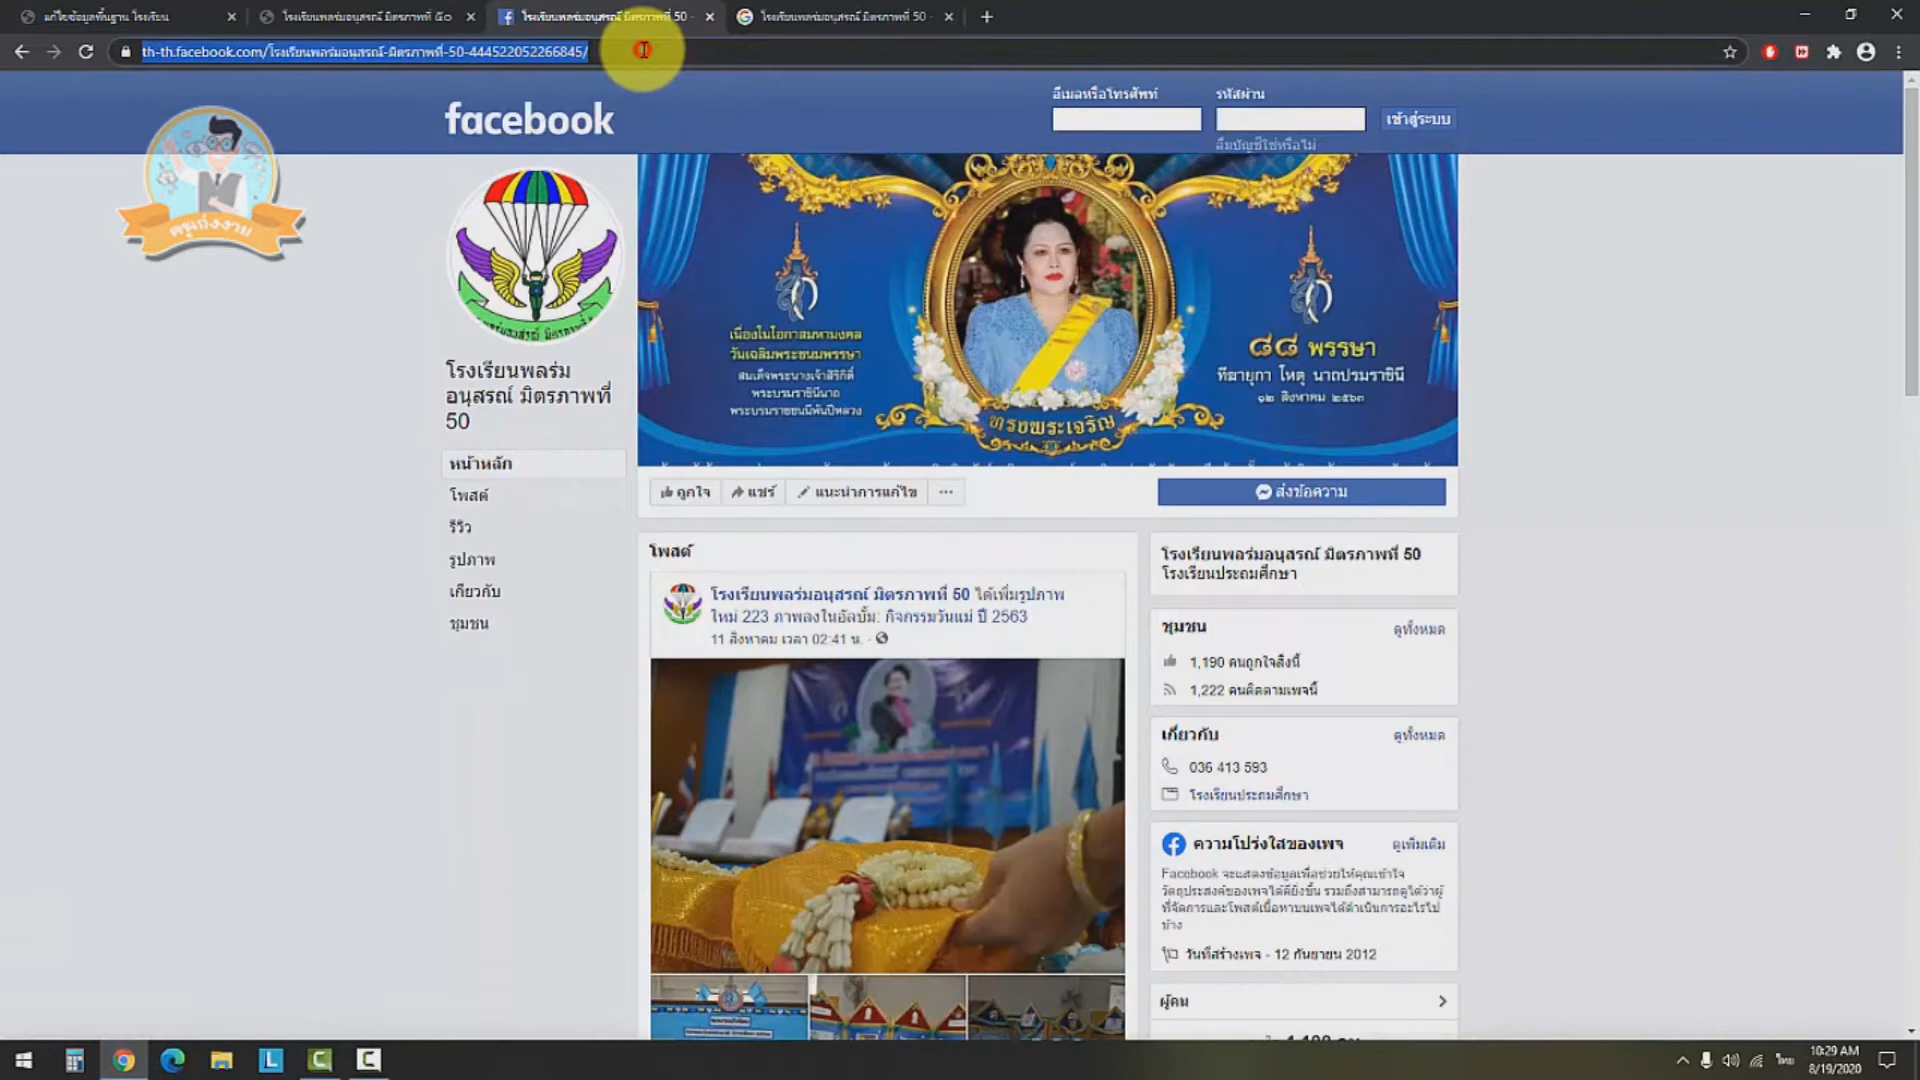 แก้ไขข้อมูลพื้นฐาน โรงเรียน
โรงเรียนพลร่มอนุสรณ์ มิตรภาพที่ ๕๐
โรงเรียนพลร่มอนุสรณ์ มิตรภาพที่ 50 -
โรงเรียนพลร่มอนุสรณ์ มิตรภาพที่ 50 -
th-th.facebook.com/โรงเรียนพลร่มอนุสรณ์-มิตรภาพที่-50-444522052266845/
facebook
อีเมลหรือโทรศัพท์
รหัสผ่าน
เข้าสู่ระบบ
ลืมบัญชีใช่หรือไม่
ครูเก่งงาน
พลร่มอนุสรณ์ มิตรภาพที่
โรงเรียนพลร่ม
อนุสรณ์ มิตรภาพที่
50
หน้าหลัก
โพสต์
รีวิว
รูปภาพ
เกี่ยวกับ
ชุมชน
เนื่องในโอกาสมหามงคล
วันเฉลิมพระชนมพรรษา
สมเด็จพระนางเจ้าสิริกิติ์
พระบรมราชินีนาถ
พระบรมราชชนนีพันปีหลวง
๘๘ พรรษา
ทีฆายุกา โหตุ นาถปรมราชินี
๑๒ สิงหาคม ๒๕๖๓
ทรงพระเจริญ
ถูกใจ
แชร์
แนะนำการแก้ไข
ส่งข้อความ
โพสต์
โรงเรียนพลร่มอนุสรณ์ มิตรภาพที่ 50 ได้เพิ่มรูปภาพ
ใหม่ 223 ภาพลงในอัลบั้ม: กิจกรรมวันแม่ ปี 2563
11 สิงหาคม เวลา 02:41 น. ·
โรงเรียนพลร่มอนุสรณ์ มิตรภาพที่ 50
โรงเรียนประถมศึกษา
ชุมชน
ดูทั้งหมด
1,190 คนถูกใจสิ่งนี้
1,222 คนติดตามเพจนี้
เกี่ยวกับ
ดูทั้งหมด
036 413 593
โรงเรียนประถมศึกษา
ความโปร่งใสของเพจ
ดูเพิ่มเติม
Facebook จะแสดงข้อมูลเพื่อช่วยให้คุณเข้าใจ
วัตถุประสงค์ของเพจได้ดียิ่งขึ้น รวมถึงสามารถดูได้ว่าผู้
ที่จัดการและโพสต์เนื้อหาบนเพจได้ดำเนินการอะไรไป
บ้าง
วันที่สร้างเพจ - 12 กันยายน 2012
ผู้คน
ไทย
10:29 AM
8/19/2020